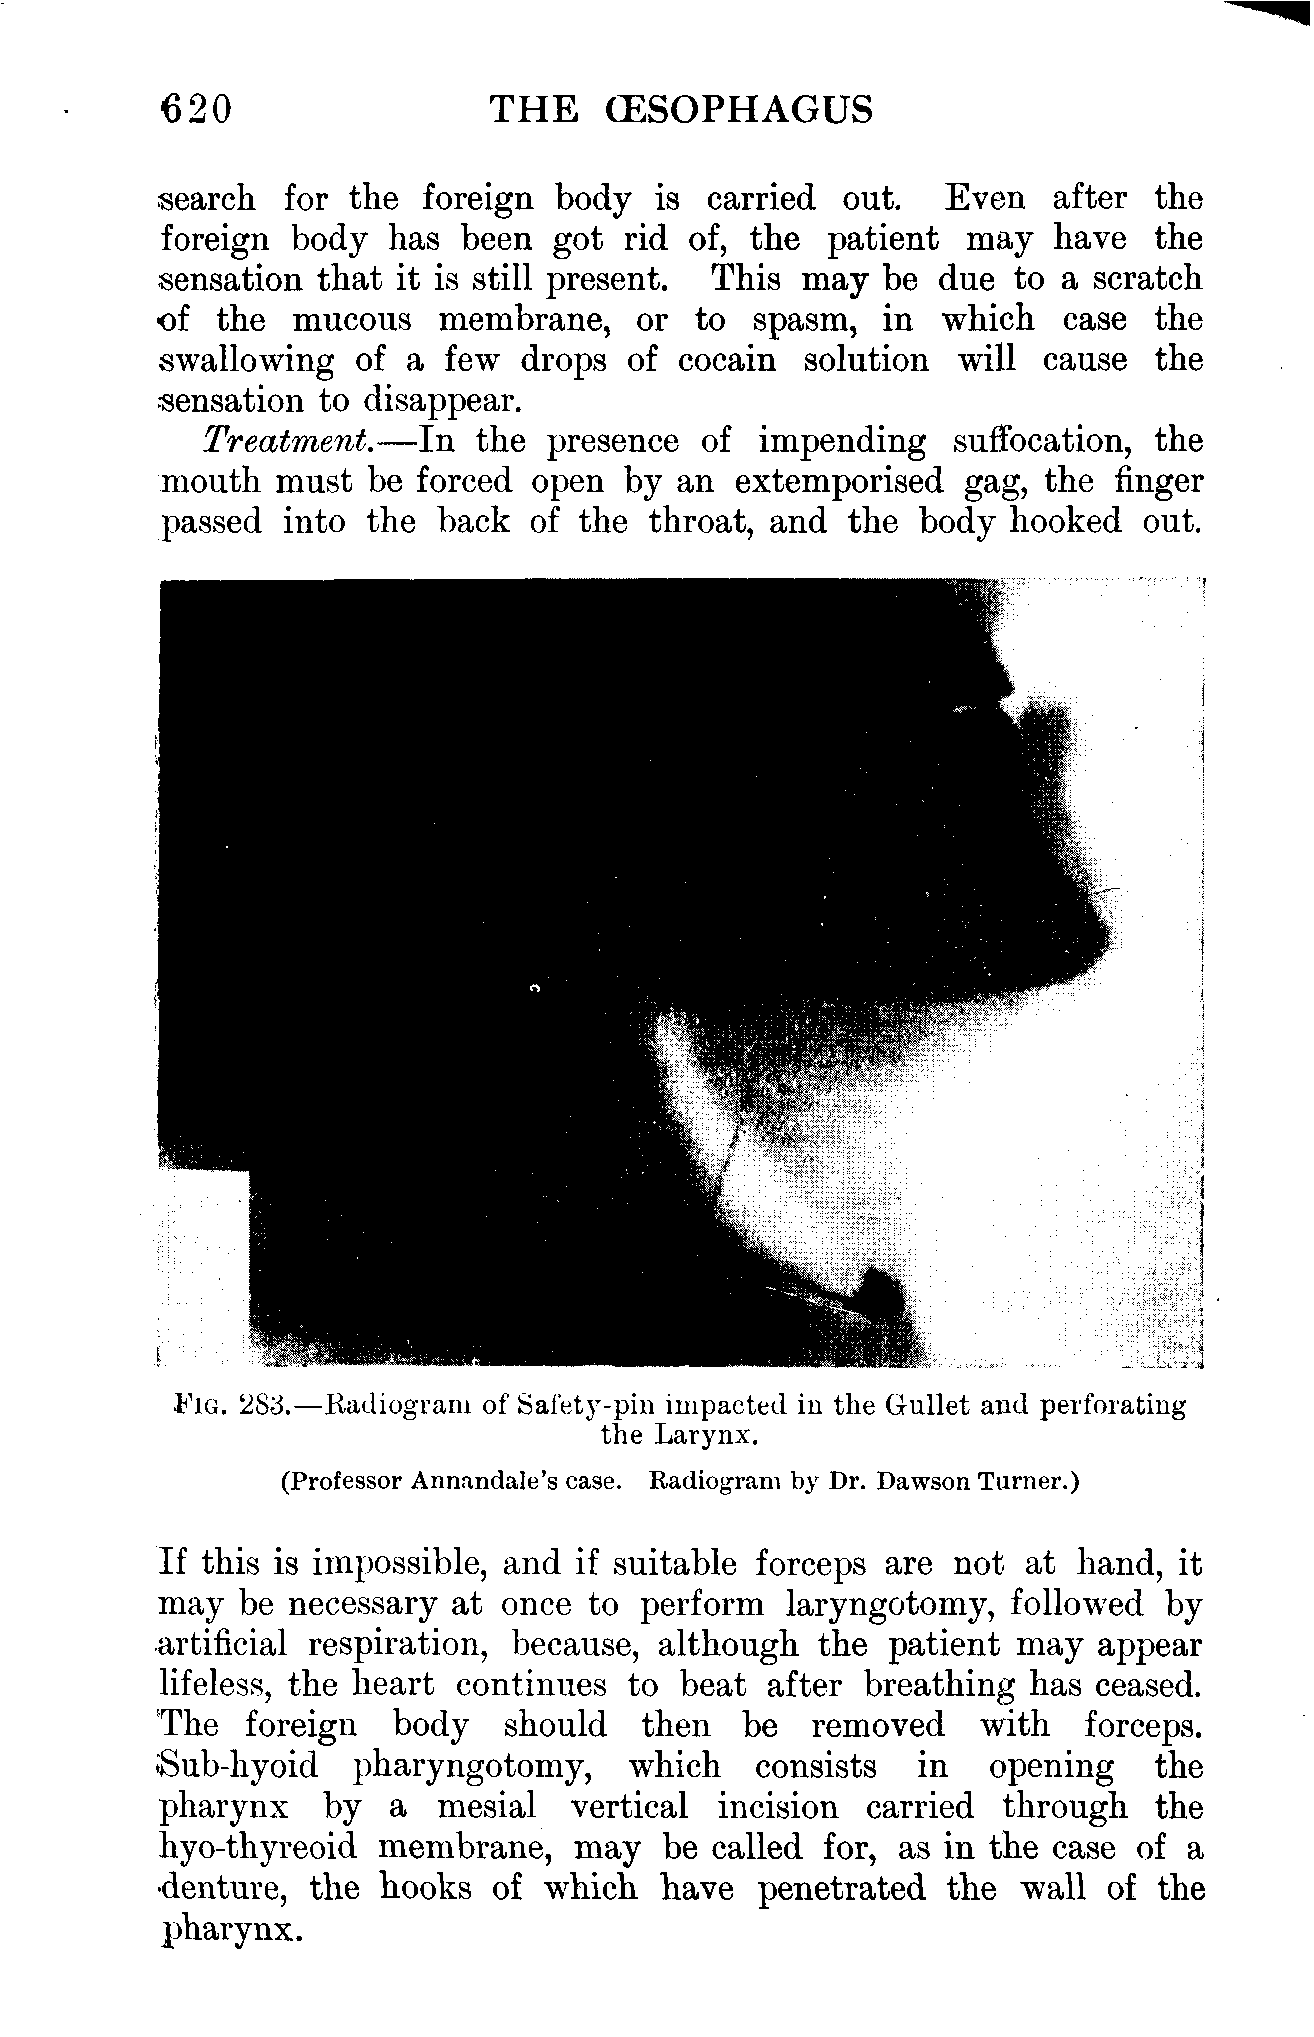 620 THE ŒSOPHAGUS
search for the foreign body is carried out. Even after the
foreign body has been got rid of, the patient may have the
sensation that it is still present. This may be due to a scratch
of the mucous membrane, or to spasm, in which case the
swallowing of a few drops of cocain solution will cause the
sensation to disappear.
Treatment.—In the presence of impending suffocation, the
mouth must be forced open by an extemporised gag, the finger
passed into the back of the throat, and the body hooked out.
FIG. 283.—Radiogram of Safety-pin impacted in the Gullet and perforating
the Larynx.
(Professor Annandale's case. Radiogram by Dr. Dawson Turner.)
If this is impossible, and if suitable forceps are not at hand, it
may be necessary at once to perform laryngotomy, followed by
artificial respiration, because, although the patient may appear
lifeless, the heart continues to beat after breathing has ceased.
The foreign body should then be removed with forceps.
Sub-hyoid pharyngotomy, which consists in opening the
pharynx by a mesial vertical incision carried through the
hyo-thyreoid membrane, may be called for, as in the case of a
denture, the hooks of which have penetrated the wall of the
pharynx.